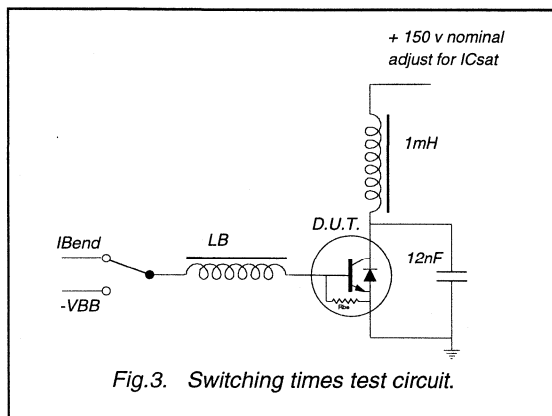 + 150 v nominal
adjust for ICsat
1mH
D.U.T.
LB
IBend
12nF
-VBB
Rbe
Fig.3. Switching times test circuit.